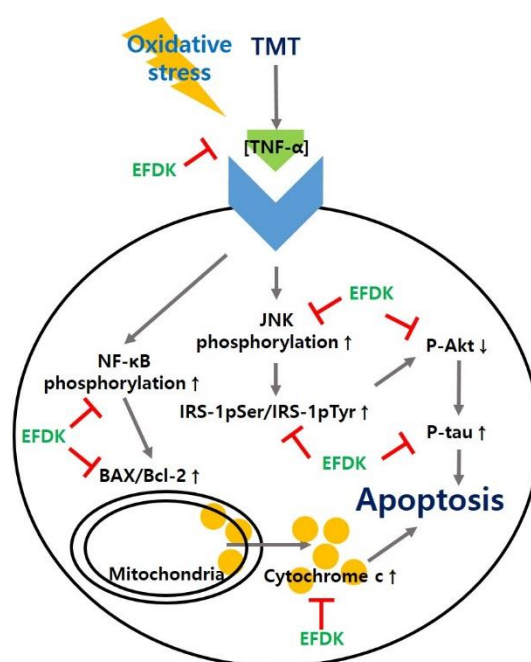 Oxidative
stress
TMT
[TNF-α]
EFDK
EFDK
JNK
phosphorylation ↑
P-Akt ↓
NF-κB
phosphorylation ↑
IRS-1pSer/IRS-1pTyr ↑
P-tau ↑
EFDK
EFDK
BAX/Bcl-2 ↑
Apoptosis
Mitochondria
Cytochrome c ↑
EFDK